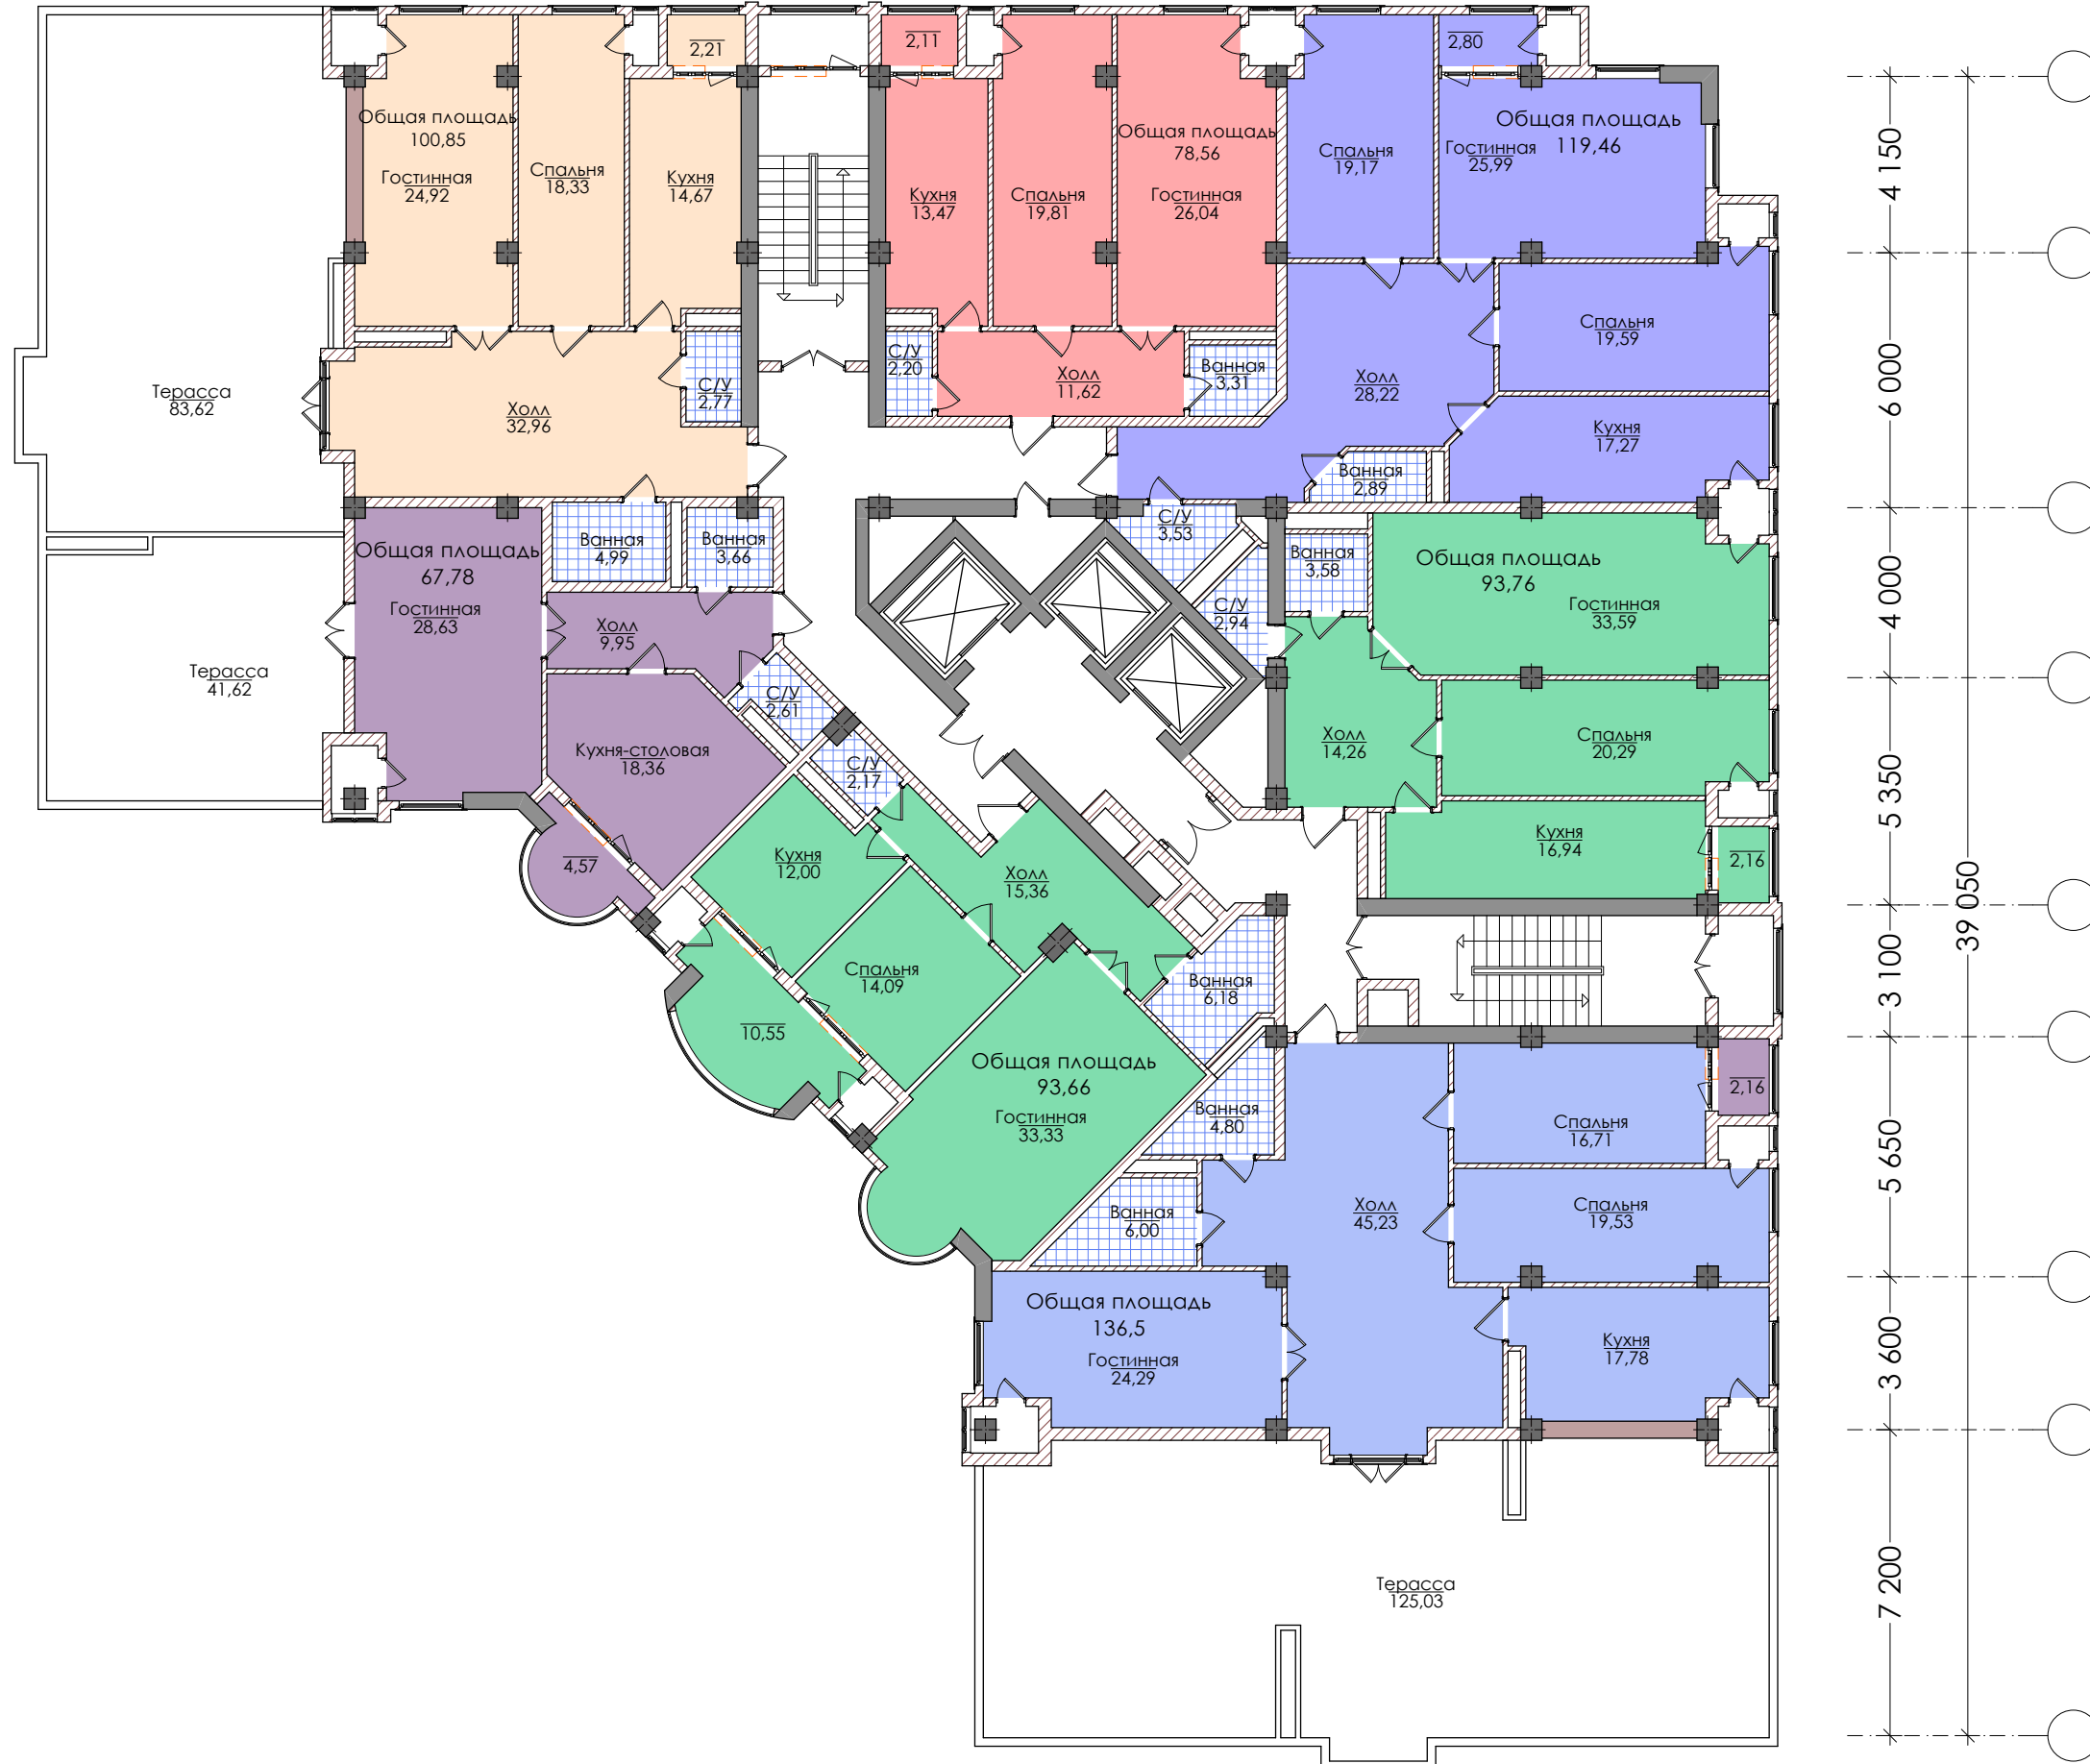 2,21
2,11
2,80
Общая площадь
100,85
Гостинная
24,92
Спальня
18,33
Кухня
14,67
Кухня
13,47
Спальня
19,81
Общая площадь
78,56
Гостинная
26,04
Спальня
19,17
Общая площадь
119,46
Гостинная
25,99
4 150
Терасса
83,62
Холл
32,96
С/У
2,77
С/У
2,20
Холл
11,62
Ванная
3,31
Холл
28,22
Спальня
19,59
Кухня
17,27
Ванная
2,89
6 000
Общая площадь
67,78
Гостинная
28,63
Ванная
4,99
Ванная
3,66
Холл
9,95
С/У
3,53
С/У
2,94
Ванная
3,58
Общая площадь
93,76
Гостинная
33,59
4 000
Терасса
41,62
С/У
2,61
Кухня-столовая
18,36
С/У
2,17
Холл
14,26
Спальня
20,29
5 350
4,57
Кухня
12,00
Холл
15,36
Кухня
16,94
2,16
39 050
Спальня
14,09
10,55
Ванная
6,18
3 100
Общая площадь
93,66
Гостинная
33,33
Ванная
4,80
Спальня
16,71
2,16
Ванная
6,00
Холл
45,23
Спальня
19,53
5 650
Общая площадь
136,5
Гостинная
24,29
Кухня
17,78
3 600
Терасса
125,03
7 200